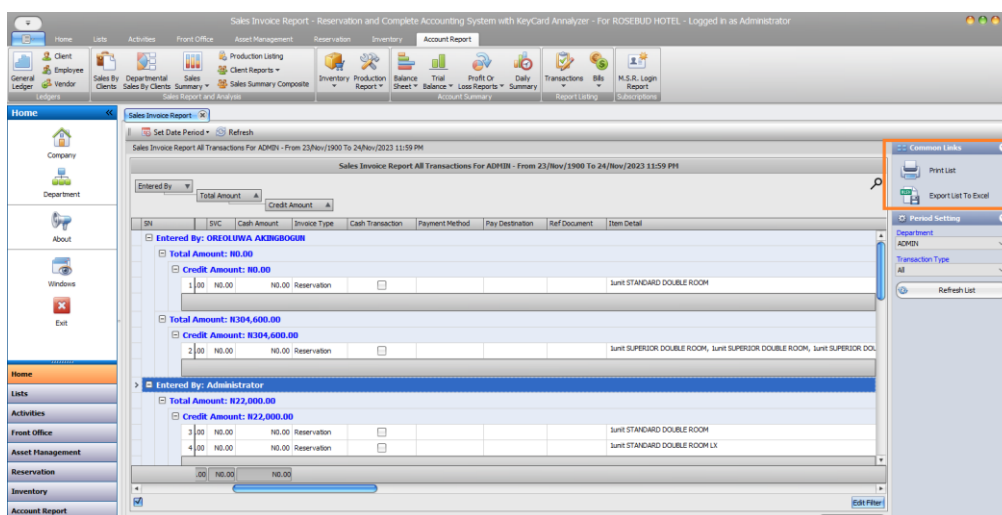 Sales Invoice Report - Reservation and Complete Accounting System with KeyCard Annalyzer - For ROSEBUD HOTEL - Logged in as Administrator
Home Lists Activities Front Office Asset Management Reservation Inventory Account Report
Client
Employee
Vendor
General Ledger
Ledgers
Sales By Clients
Departmental Sales By Clients
Sales Summary
Production Listing
Client Reports
Sales Summary Composite
Sales Report and Analysis
Inventory
Production Report
Balance Sheet
Trial Balance
Profit Or Loss Reports
Daily Summary
Account Summary
Transactions
Bills
Report Listing
M.S.R. Login Report
Subscriptions
Home
Company
Department
About
Windows
Exit
Home
Lists
Activities
Front Office
Asset Management
Reservation
Inventory
Account Report
Sales Invoice Report
Set Date Period Refresh
Sales Invoice Report All Transactions For ADMIN - From 23/Nov/1900 To 24/Nov/2023 11:59 PM
Sales Invoice Report All Transactions For ADMIN - From 23/Nov/1900 To 24/Nov/2023 11:59 PM
Entered By
Total Amount
Credit Amount
SN SVC Cash Amount Invoice Type Cash Transaction Payment Method Pay Destination Ref Document Item Detail
Entered By: OREOLUWA AKINGBOGUN
Total Amount: N0.00
Credit Amount: N0.00
1 .00 N0.00 N0.00 Reservation 1unit STANDARD DOUBLE ROOM
Total Amount: N304,600.00
Credit Amount: N304,600.00
2 .00 N0.00 N0.00 Reservation 1unit SUPERIOR DOUBLE ROOM, 1unit SUPERIOR DOUBLE ROOM, 1unit SUPERIOR DOU
Entered By: Administrator
Total Amount: N22,000.00
Credit Amount: N22,000.00
3 .00 N0.00 N0.00 Reservation 1unit STANDARD DOUBLE ROOM
4 .00 N0.00 N0.00 Reservation 1unit STANDARD DOUBLE ROOM LX
.00 N0.00 N0.00
Edit Filter
Common Links
Print List
Export List To Excel
Period Setting
Department
ADMIN
Transaction Type
All
Refresh List